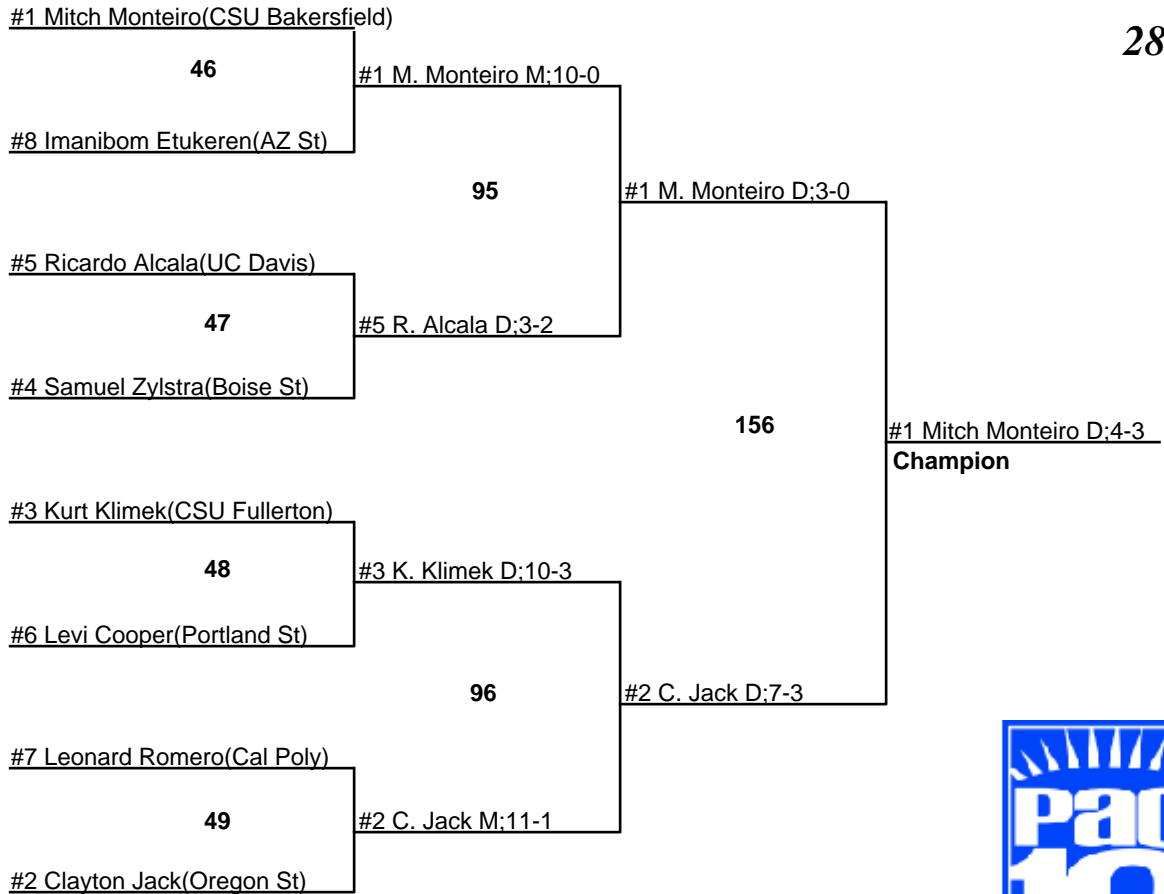 #1 Mitch Monteiro(CSU Bakersfield)
28
46
#1 M. Monteiro M;10-0
#8 Imanibom Etukeren(AZ St)
95
#1 M. Monteiro D;3-0
#5 Ricardo Alcala(UC Davis)
47
#5 R. Alcala D;3-2
#4 Samuel Zylstra(Boise St)
156
#1 Mitch Monteiro D;4-3
Champion
#3 Kurt Klimek(CSU Fullerton)
48
#3 K. Klimek D;10-3
#6 Levi Cooper(Portland St)
96
#2 C. Jack D;7-3
#7 Leonard Romero(Cal Poly)
49
#2 C. Jack M;11-1
#2 Clayton Jack(Oregon St)
Pac
10